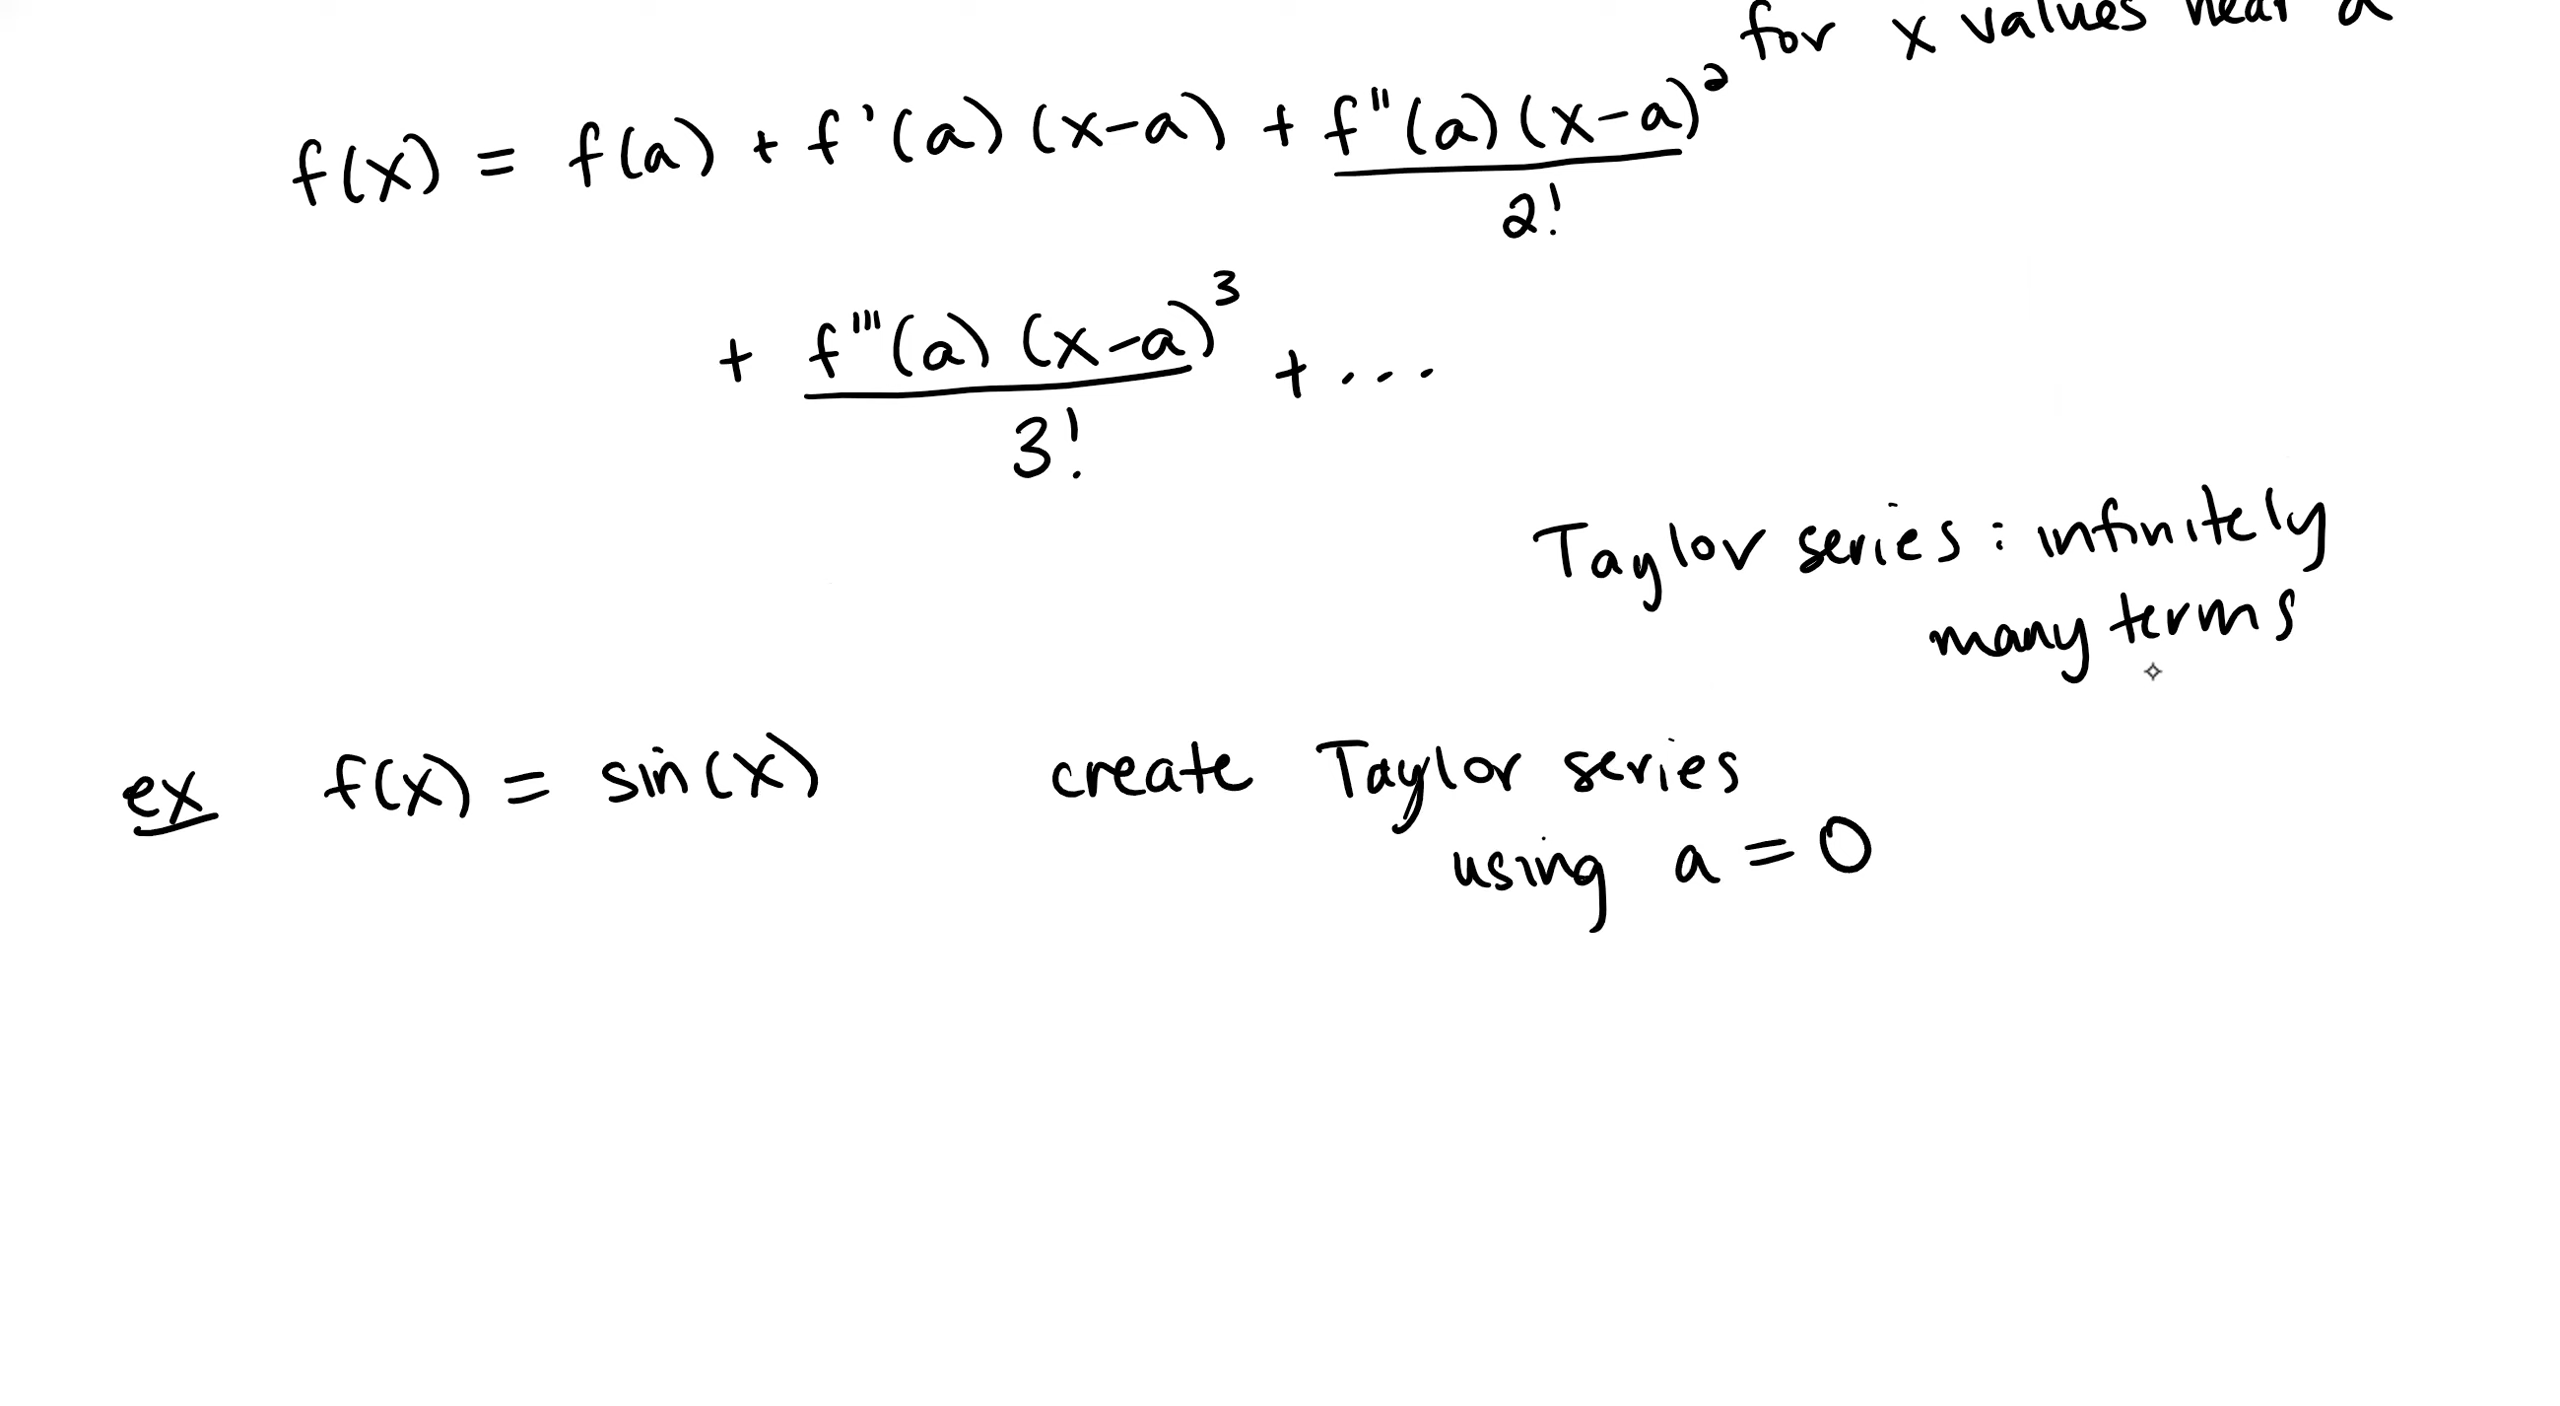 for x values near a
f(x) = f(a) + f'(a)(x-a) + f''(a)(x-a)²/2!
+ f'''(a)(x-a)³/3! + ...
Taylor series : infinitely
many terms
ex f(x) = sin(x) create Taylor series
using a = 0